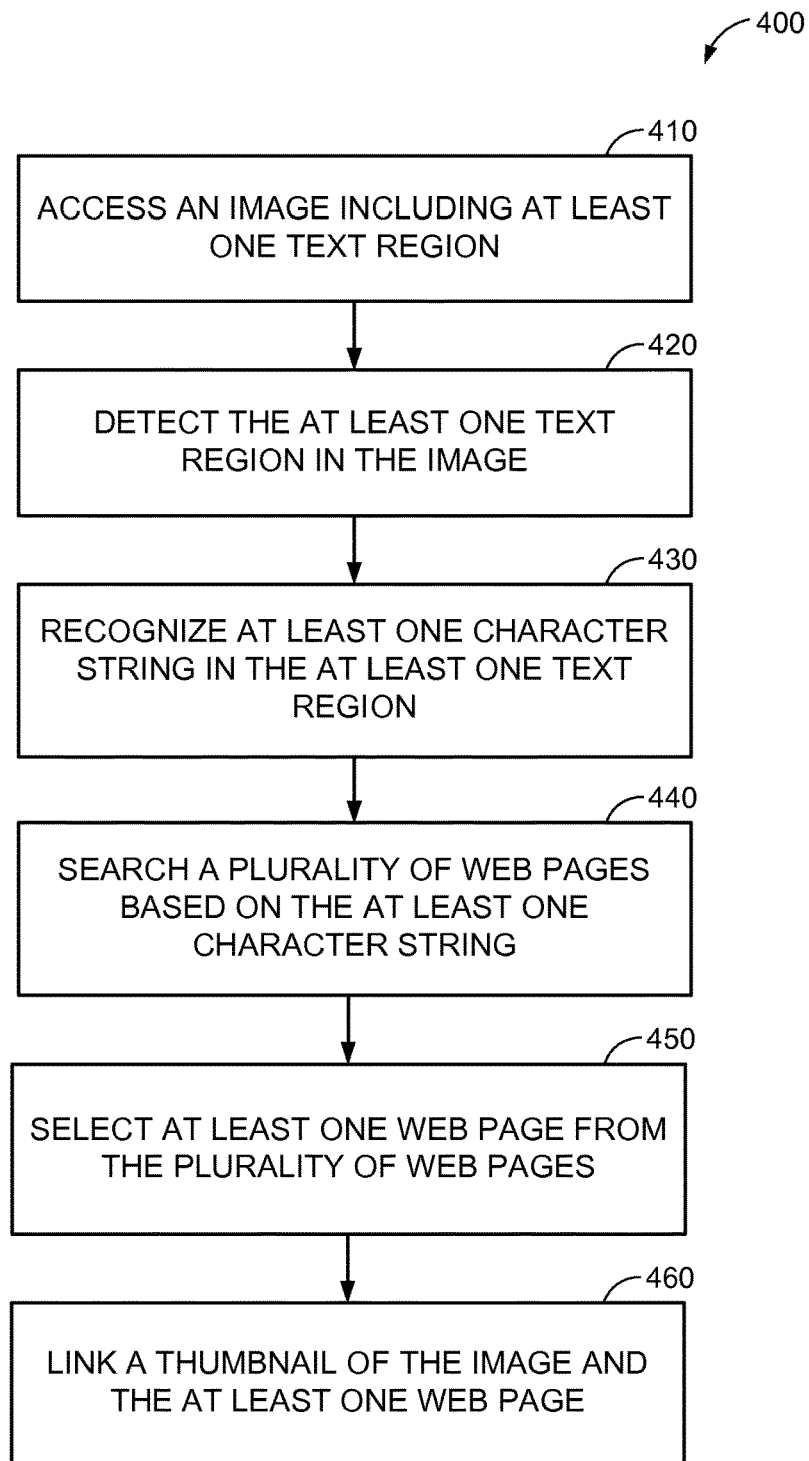 400
410
ACCESS AN IMAGE INCLUDING AT LEAST
ONE TEXT REGION
420
DETECT THE AT LEAST ONE TEXT
REGION IN THE IMAGE
430
RECOGNIZE AT LEAST ONE CHARACTER
STRING IN THE AT LEAST ONE TEXT
REGION
440
SEARCH A PLURALITY OF WEB PAGES
BASED ON THE AT LEAST ONE
CHARACTER STRING
450
SELECT AT LEAST ONE WEB PAGE FROM
THE PLURALITY OF WEB PAGES
460
LINK A THUMBNAIL OF THE IMAGE AND
THE AT LEAST ONE WEB PAGE